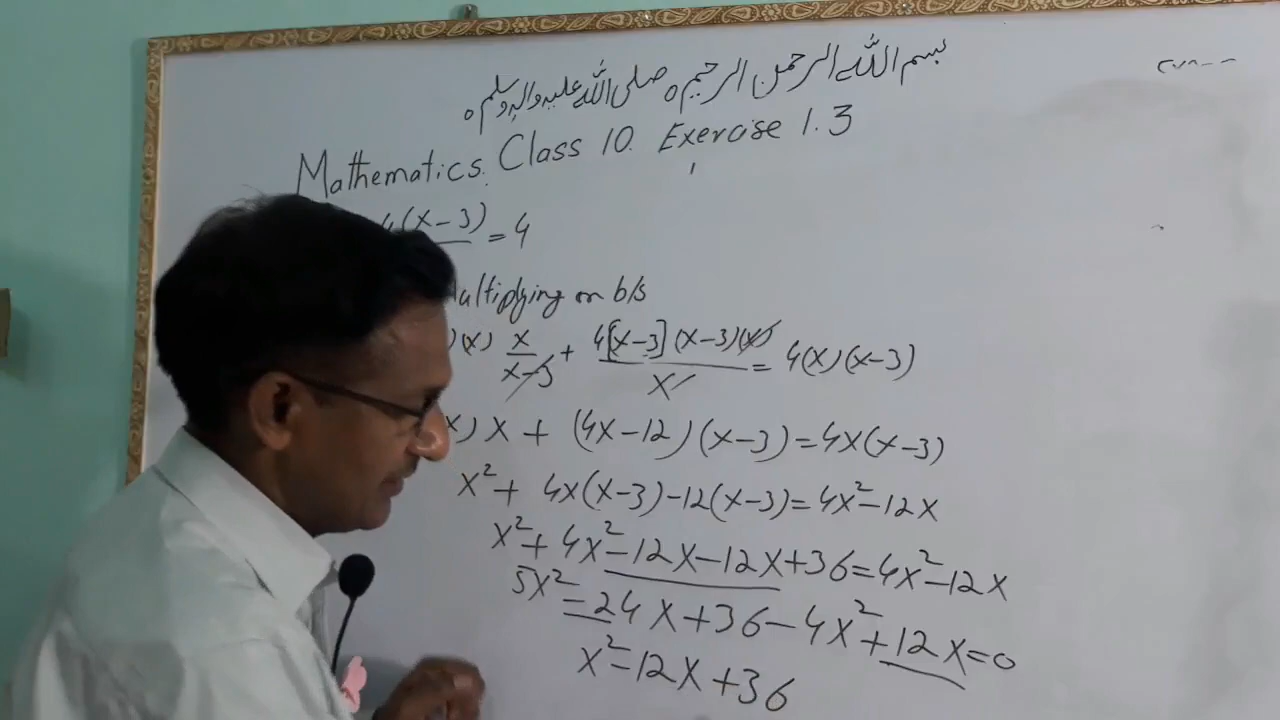 بسم اللہ الرحمن الرحیم ہ صلی اللہ علیہ والہ وسلم ہ
Mathematics. Class 10. Exercise 1.3
4(x-3) = 4
Multiplying on b/s
)(x) x/(x-3) + 4[x-3](x-3)(x)/x = 4(x)(x-3)
x) x + (4x-12)(x-3)=4x(x-3)
x²+ 4x(x-3)-12(x-3)=4x²-12x
x²+4x²-12x-12x+36=4x²-12x
5x²-24x+36-4x²+12x=0
x²-12x+36